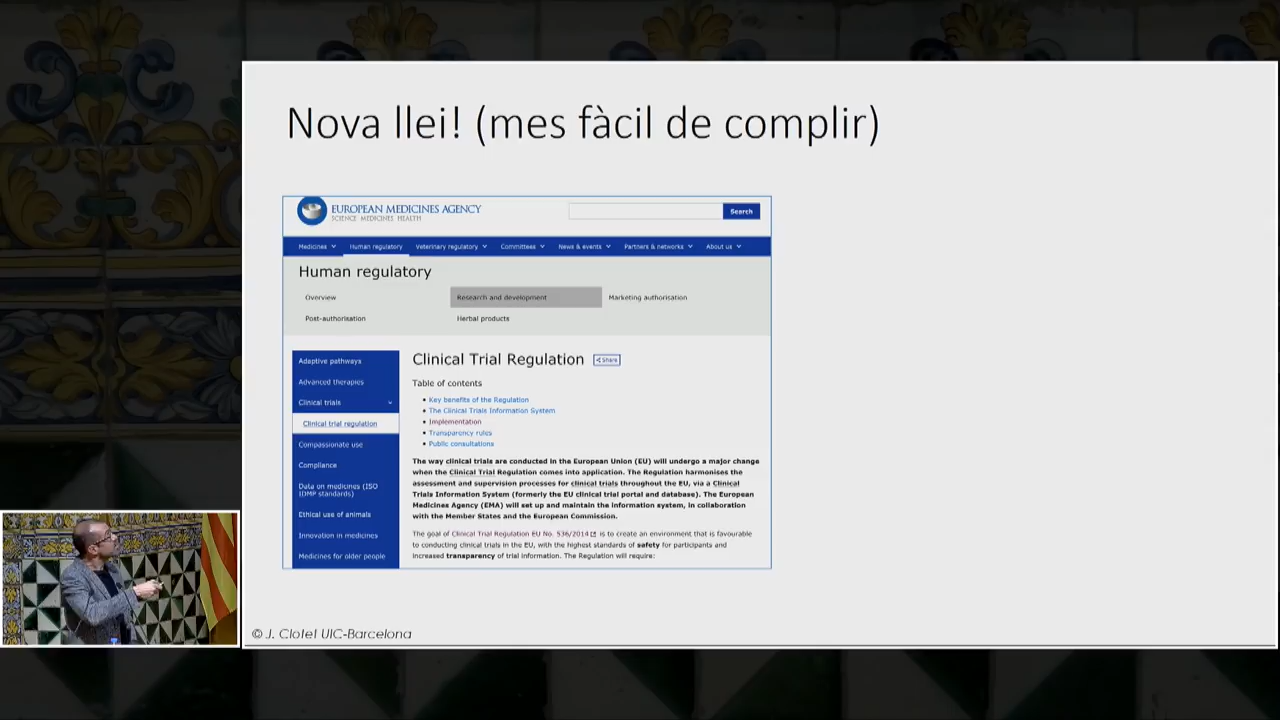 Nova llei! (mes fàcil de complir)
EUROPEAN MEDICINES AGENCY
SCIENCE MEDICINES HEALTH
Search
Medicines Human regulatory Veterinary regulatory Committees News & events Partners & networks About us
Human regulatory
Overview Research and development Marketing authorisation
Post-authorisation Herbal products
Adaptive pathways
Advanced therapies
Clinical trials
Clinical trial regulation
Compassionate use
Compliance
Data on medicines (ISO
IDMP standards)
Ethical use of animals
Innovation in medicines
Medicines for older people
Clinical Trial Regulation Share
Table of contents
• Key benefits of the Regulation
• The Clinical Trials Information System
• Implementation
• Transparency rules
• Public consultations
The way clinical trials are conducted in the European Union (EU) will undergo a major change
when the Clinical Trial Regulation comes into application. The Regulation harmonises the
assessment and supervision processes for clinical trials throughout the EU, via a Clinical
Trials Information System (formerly the EU clinical trial portal and database). The European
Medicines Agency (EMA) will set up and maintain the information system, in collaboration
with the Member States and the European Commission.
The goal of Clinical Trial Regulation EU No. 536/2014 is to create an environment that is favourable
to conducting clinical trials in the EU, with the highest standards of safety for participants and
increased transparency of trial information. The Regulation will require:
© J. Clotet UIC-Barcelona